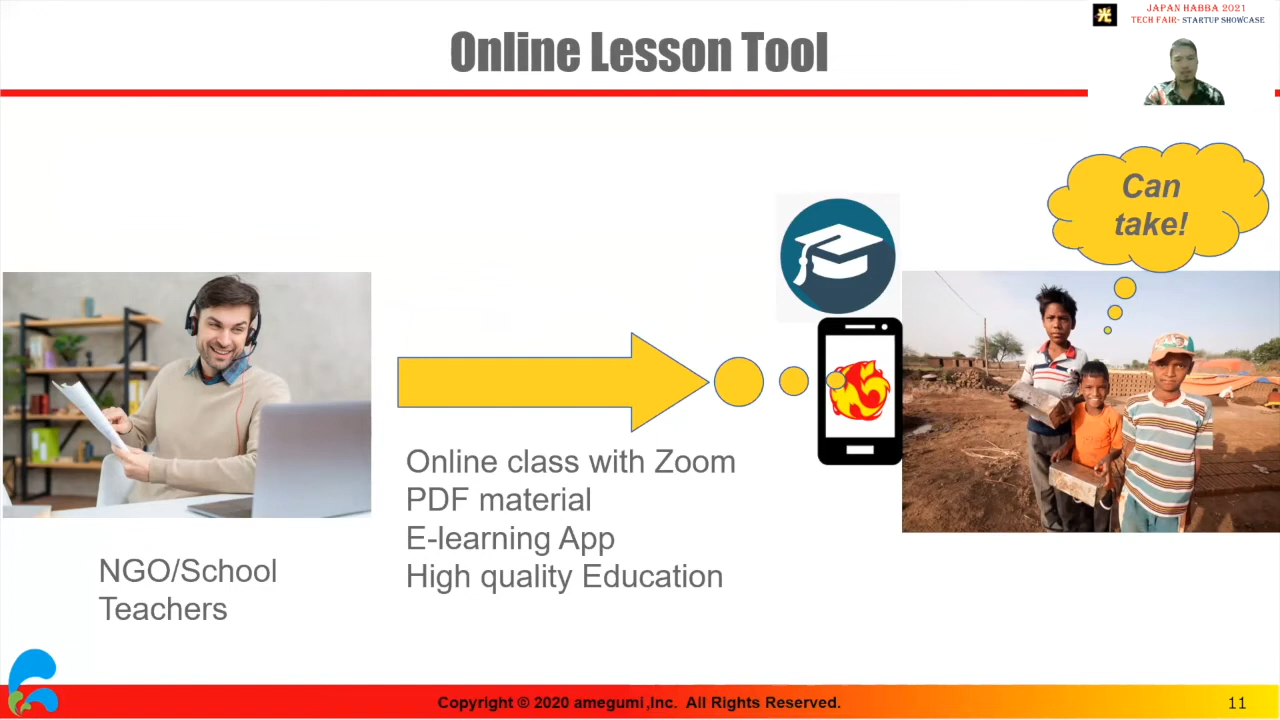 Online Lesson Tool
光
JAPAN HABBA 2021
TECH FAIR- STARTUP SHOWCASE
Can
take!
Online class with Zoom
PDF material
E-learning App
High quality Education
NGO/School
Teachers
Copyright © 2020 amegumi,Inc. All Rights Reserved.
11